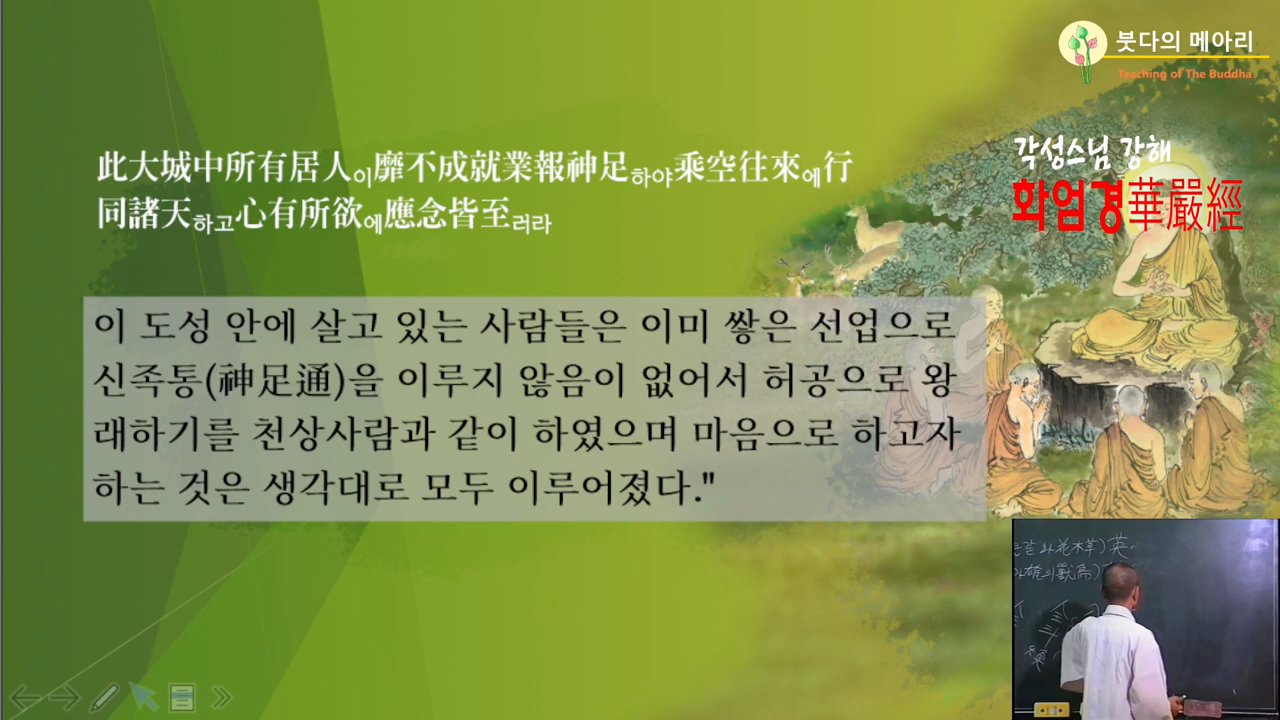 붓다의 메아리
Teaching of The Buddha
각성스님 강해
화엄경華嚴經
此大城中所有居人이靡不成就業報神足하야乘空往來에行
同諸天하고心有所欲에應念皆至러라
이 도성 안에 살고 있는 사람들은 이미 쌓은 선업으로
신족통(神足通)을 이루지 않음이 없어서 허공으로 왕
래하기를 천상사람과 같이 하였으며 마음으로 하고자
하는 것은 생각대로 모두 이루어졌다."
花木草)英